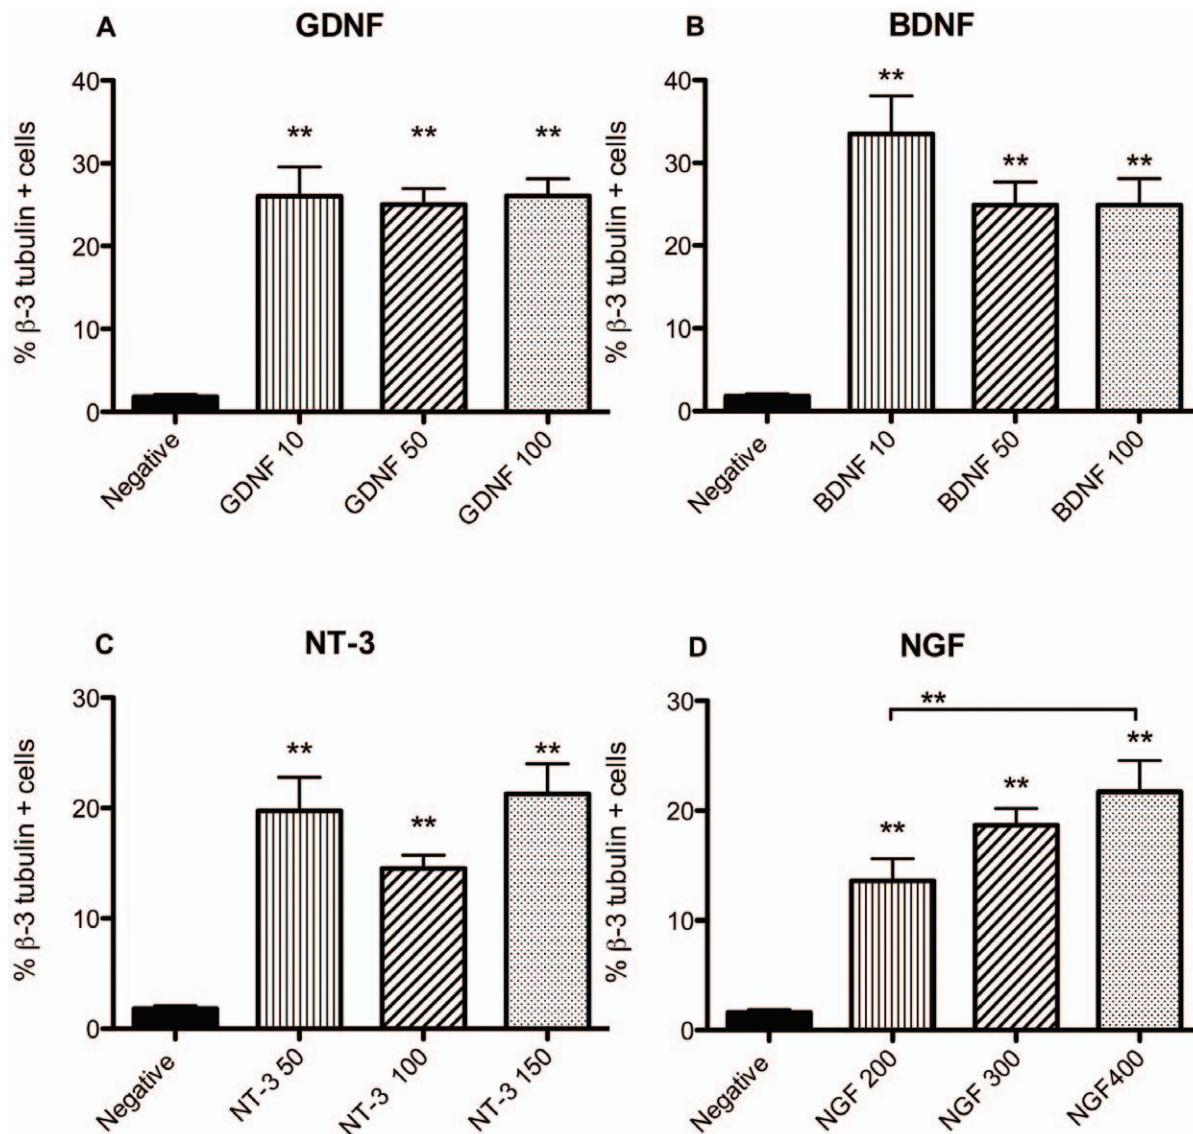 A GDNF
% β-3 tubulin + cells
40
30
20
10
0
**
**
**
Negative
GDNF 10
GDNF 50
GDNF 100
B BDNF
% β-3 tubulin + cells
40
30
20
10
0
**
**
**
Negative
BDNF 10
BDNF 50
BDNF 100
C NT-3
% β-3 tubulin + cells
30
20
10
0
**
**
**
Negative
NT-3 50
NT-3 100
NT-3 150
D NGF
% β-3 tubulin + cells
30
20
10
0
**
**
**
**
Negative
NGF 200
NGF 300
NGF400